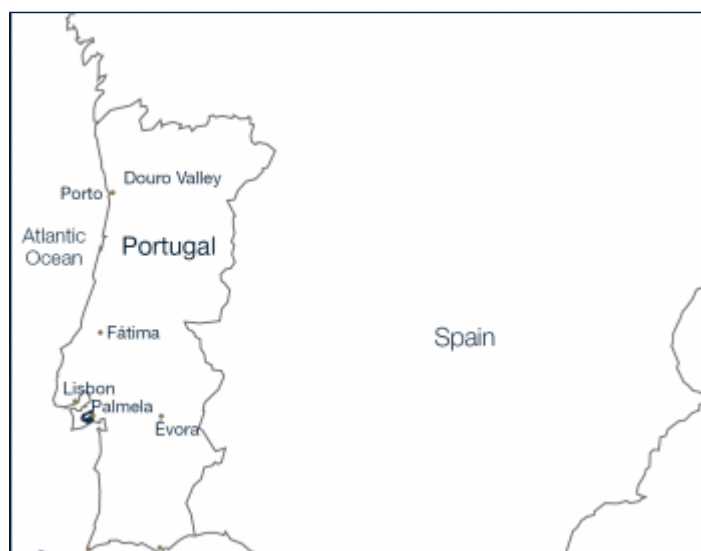 Douro Valley
Porto
Atlantic
Ocean
Portugal
Fátima
Spain
Lisbon
Palmela
Évora